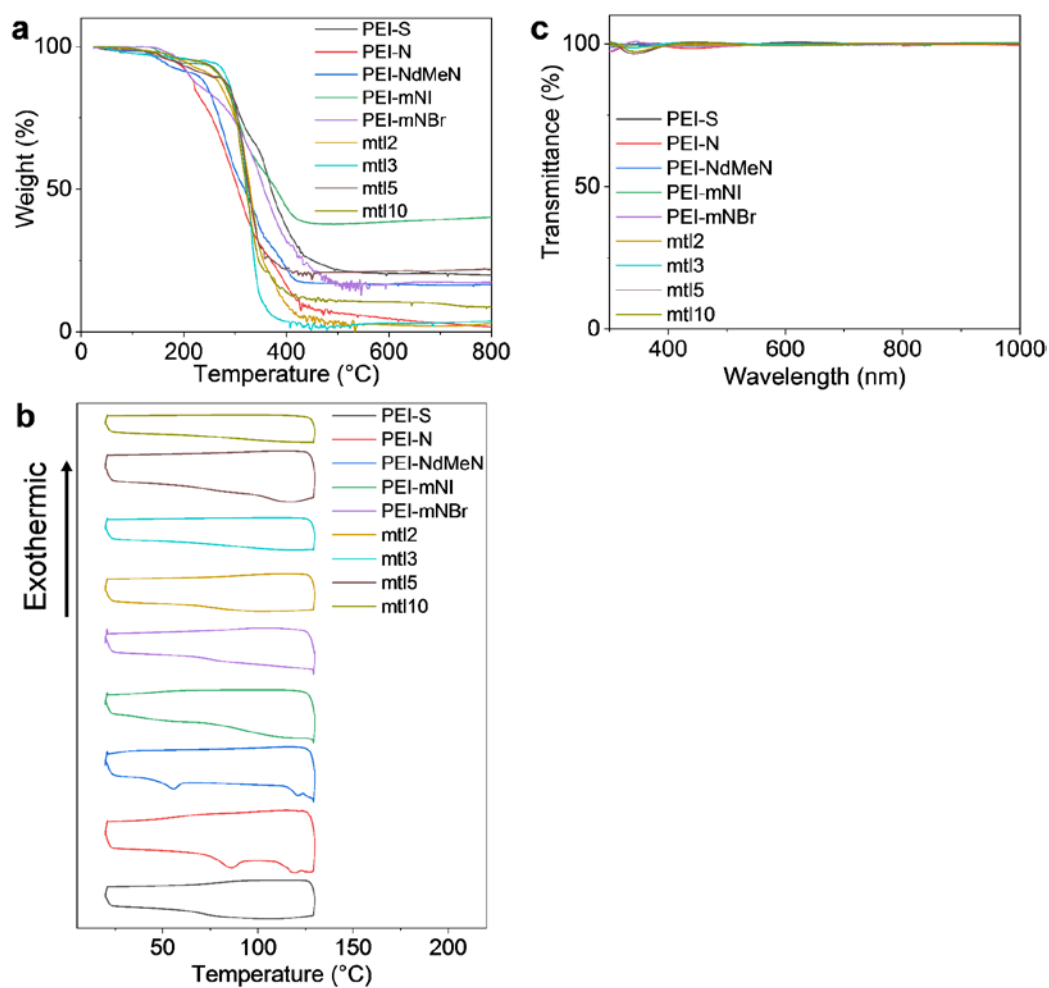 a
Weight (%)
100
50
0
0
200
400
600
800
Temperature (°C)
PEI-S
PEI-N
PEI-NdMeN
PEI-mNI
PEI-mNBr
mtl2
mtl3
mtl5
mtl10
c
Transmittance (%)
100
50
0
400
600
800
1000
Wavelength (nm)
PEI-S
PEI-N
PEI-NdMeN
PEI-mNI
PEI-mNBr
mtl2
mtl3
mtl5
mtl10
b
Exothermic
50
100
150
200
Temperature (°C)
PEI-S
PEI-N
PEI-NdMeN
PEI-mNI
PEI-mNBr
mtl2
mtl3
mtl5
mtl10